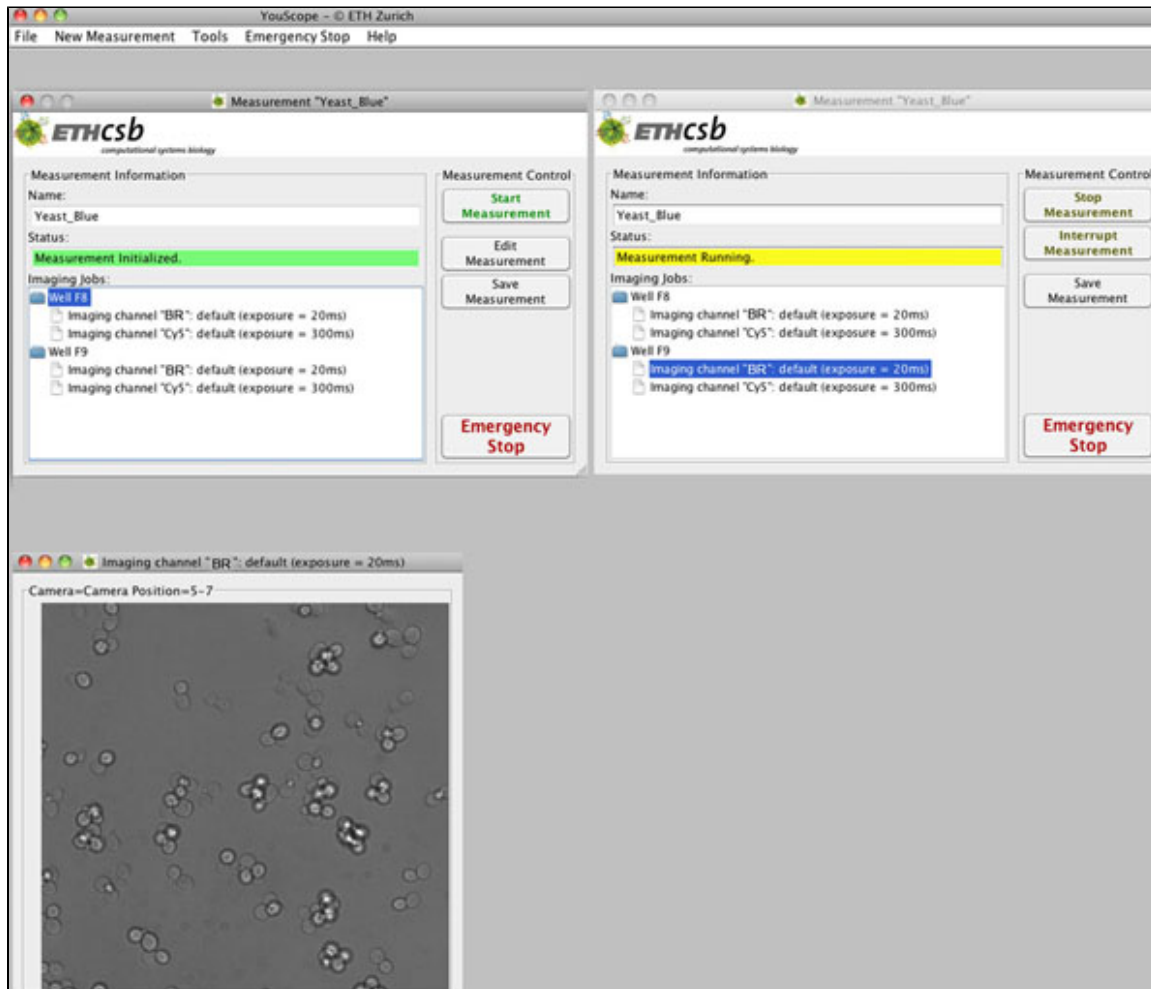 YouScope - © ETH Zurich
File New Measurement Tools Emergency Stop Help
Measurement "Yeast_Blue"
ETHcsb
computational systems biology
Measurement Information
Name:
Yeast_Blue
Status:
Measurement Initialized.
Imaging Jobs:
Well F8
Imaging channel "BR": default (exposure = 20ms)
Imaging channel "Cy5": default (exposure = 300ms)
Well F9
Imaging channel "BR": default (exposure = 20ms)
Imaging channel "Cy5": default (exposure = 300ms)
Measurement Control
Start
Measurement
Edit
Measurement
Save
Measurement
Emergency
Stop
Measurement "Yeast_Blue"
ETHcsb
computational systems biology
Measurement Information
Name:
Yeast_Blue
Status:
Measurement Running.
Imaging Jobs:
Well F8
Imaging channel "BR": default (exposure = 20ms)
Imaging channel "Cy5": default (exposure = 300ms)
Well F9
Imaging channel "BR": default (exposure = 20ms)
Imaging channel "Cy5": default (exposure = 300ms)
Measurement Control
Stop
Measurement
Interrupt
Measurement
Save
Measurement
Emergency
Stop
Imaging channel "BR": default (exposure = 20ms)
Camera=Camera Position=5-7